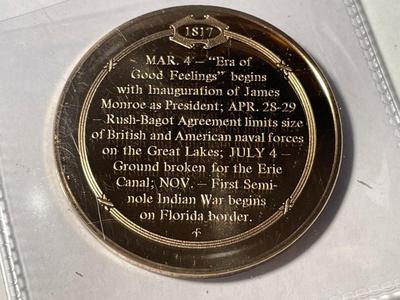 1817
MAR. 4 – "Era of
Good Feelings" begins
with Inauguration of James
Monroe as President; APR. 28-29
– Rush-Bagot Agreement limits size
of British and American naval forces
on the Great Lakes; JULY 4 –
Ground broken for the Erie
Canal; NOV. – First Semi-
nole Indian War begins
on Florida border.